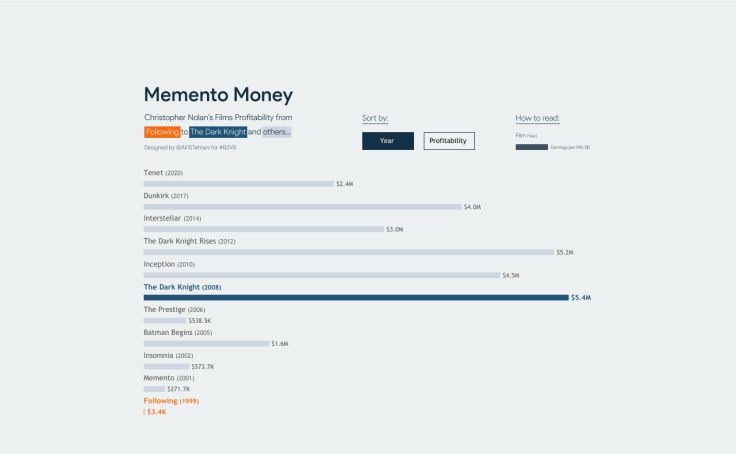 Memento Money
Christopher Nolan's Films Profitability from
Following to The Dark Knight and others...
Designed by @AliISTehrani for #B2VB
Sort by:
Year
Profitability
How to read:
Film (Year)
Earnings per Min ($)
Tenet (2020)
$2.4M
Dunkirk (2017)
$4.0M
Interstellar (2014)
$3.0M
The Dark Knight Rises (2012)
$5.2M
Inception (2010)
$4.5M
The Dark Knight (2008)
$5.4M
The Prestige (2006)
$538.5K
Batman Begins (2005)
$1.6M
Insomnia (2002)
$573.7K
Memento (2001)
$271.7K
Following (1999)
$3.4K